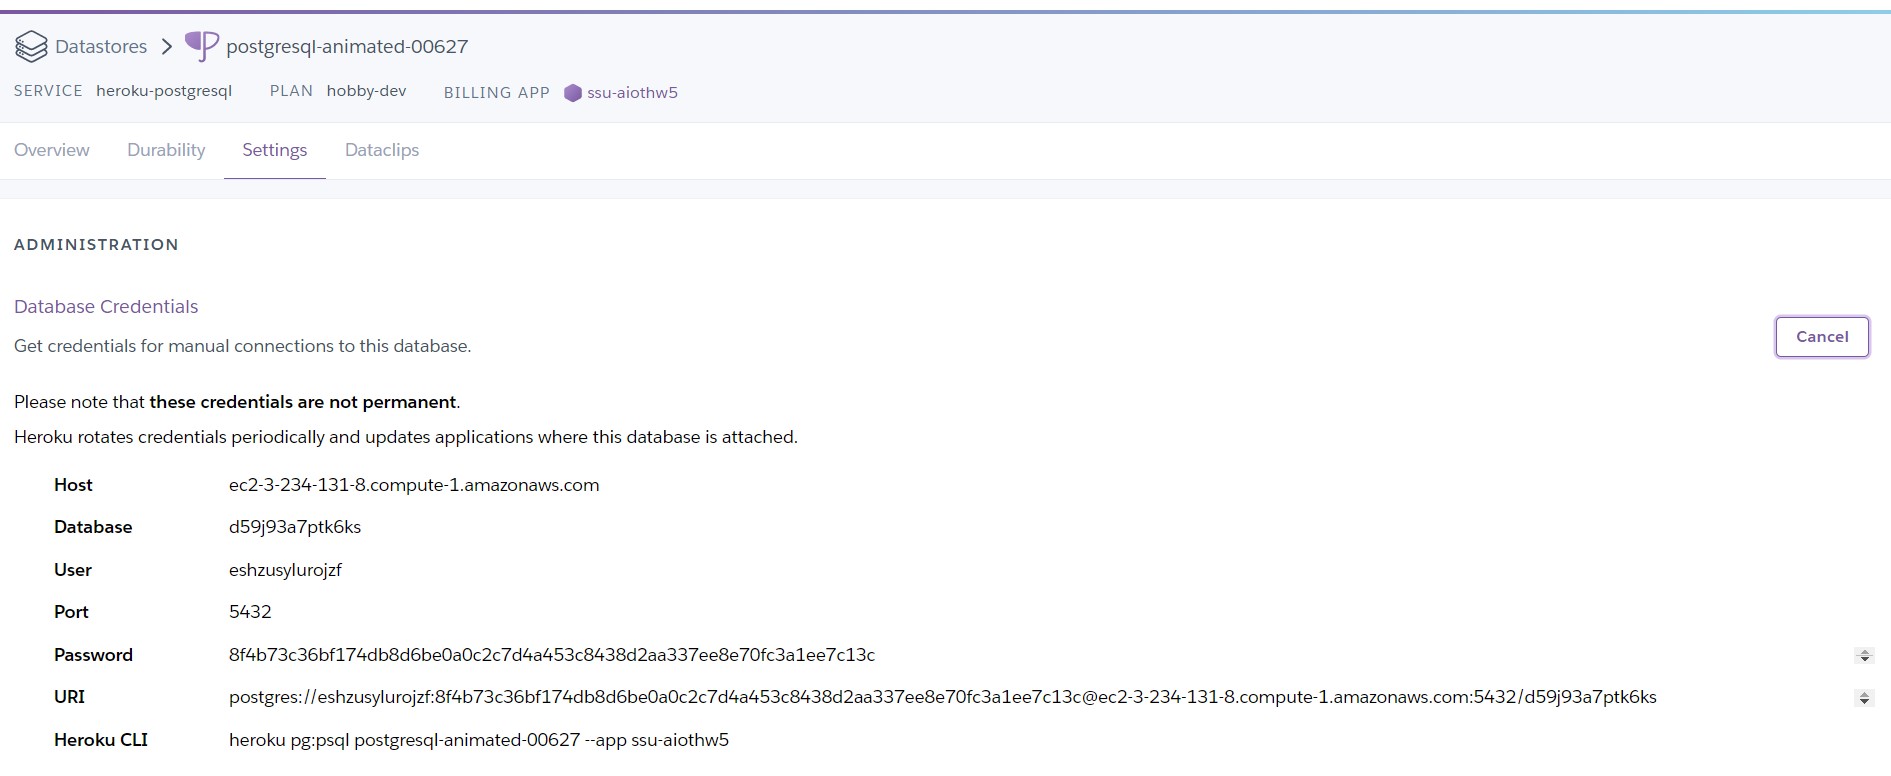 Datastores > postgresql-animated-00627
SERVICE heroku-postgresql PLAN hobby-dev BILLING APP ssu-aiothw5
Overview Durability Settings Dataclips
ADMINISTRATION
Database Credentials
Get credentials for manual connections to this database.
Cancel
Please note that these credentials are not permanent.
Heroku rotates credentials periodically and updates applications where this database is attached.
Host ec2-3-234-131-8.compute-1.amazonaws.com
Database d59j93a7ptk6ks
User eshzusylurojzf
Port 5432
Password 8f4b73c36bf174db8d6be0a0c2c7d4a453c8438d2aa337ee8e70fc3a1ee7c13c
URI postgres://eshzusylurojzf:8f4b73c36bf174db8d6be0a0c2c7d4a453c8438d2aa337ee8e70fc3a1ee7c13c@ec2-3-234-131-8.compute-1.amazonaws.com:5432/d59j93a7ptk6ks
Heroku CLI heroku pg:psql postgresql-animated-00627 --app ssu-aiothw5